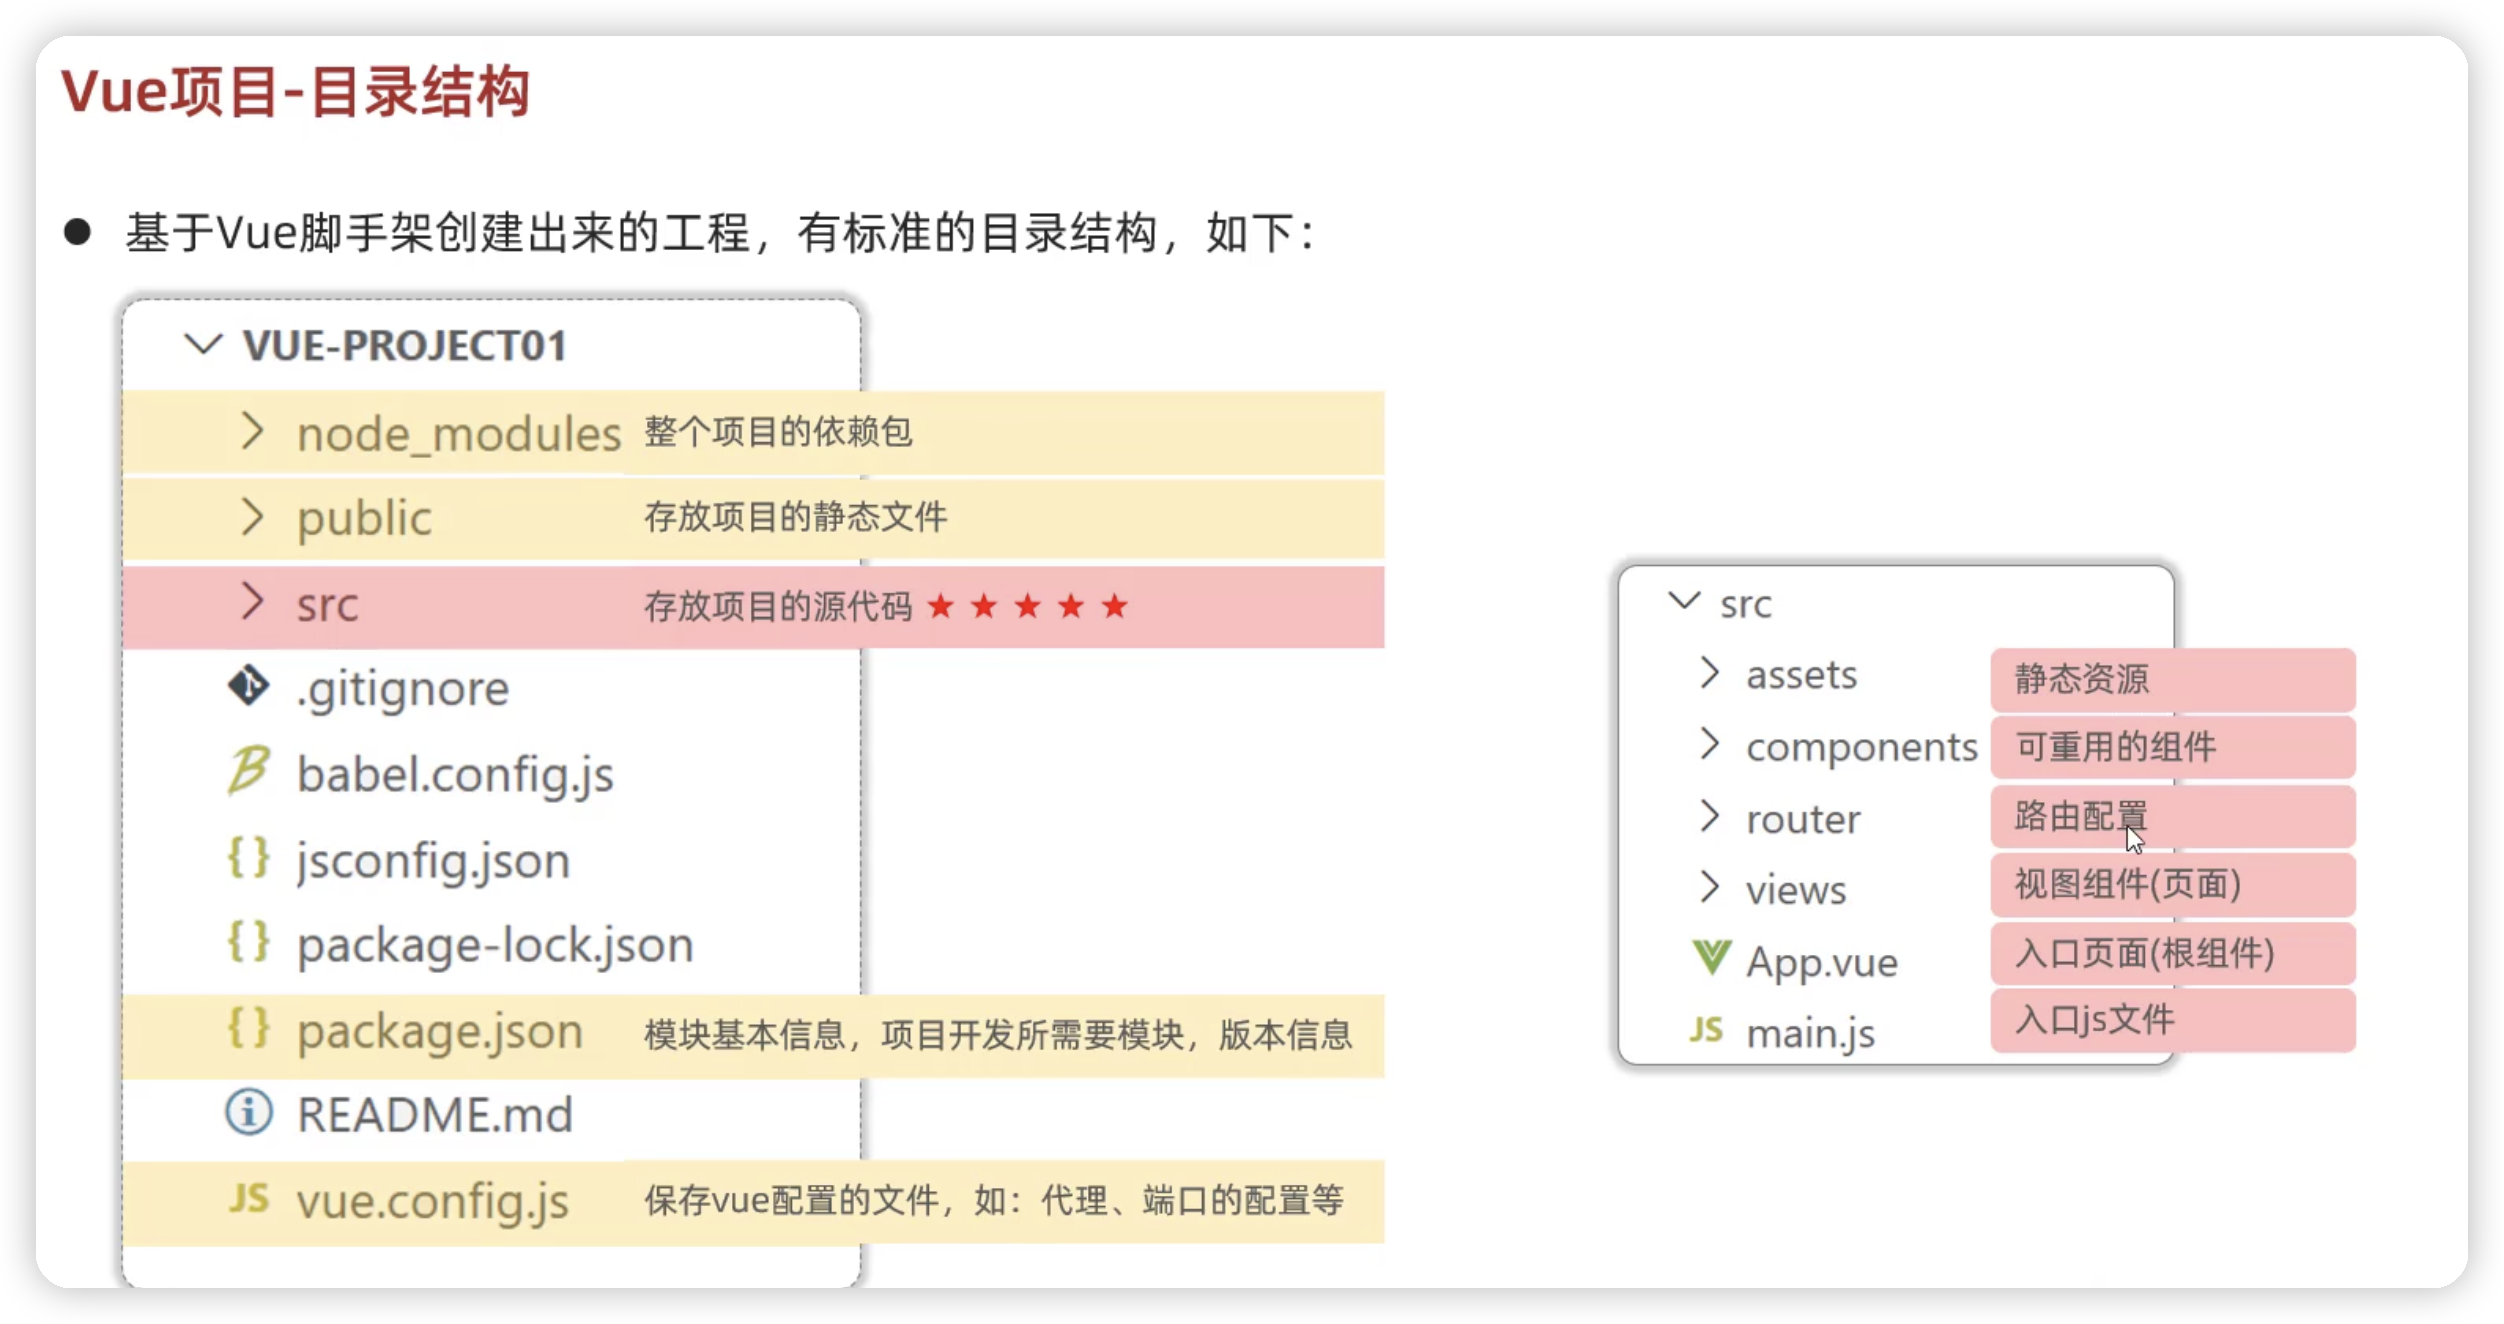 Vue项目-目录结构
● 基于Vue脚手架创建出来的工程，有标准的目录结构，如下：
VUE-PROJECT01
node_modules 整个项目的依赖包
public 存放项目的静态文件
src 存放项目的源代码 ★ ★ ★ ★ ★
.gitignore
babel.config.js
{} jsconfig.json
{} package-lock.json
{} package.json 模块基本信息，项目开发所需要模块，版本信息
README.md
JS vue.config.js 保存vue配置的文件，如：代理、端口的配置等
src
assets 静态资源
components 可重用的组件
router 路由配置
views 视图组件(页面)
App.vue 入口页面(根组件)
JS main.js 入口js文件